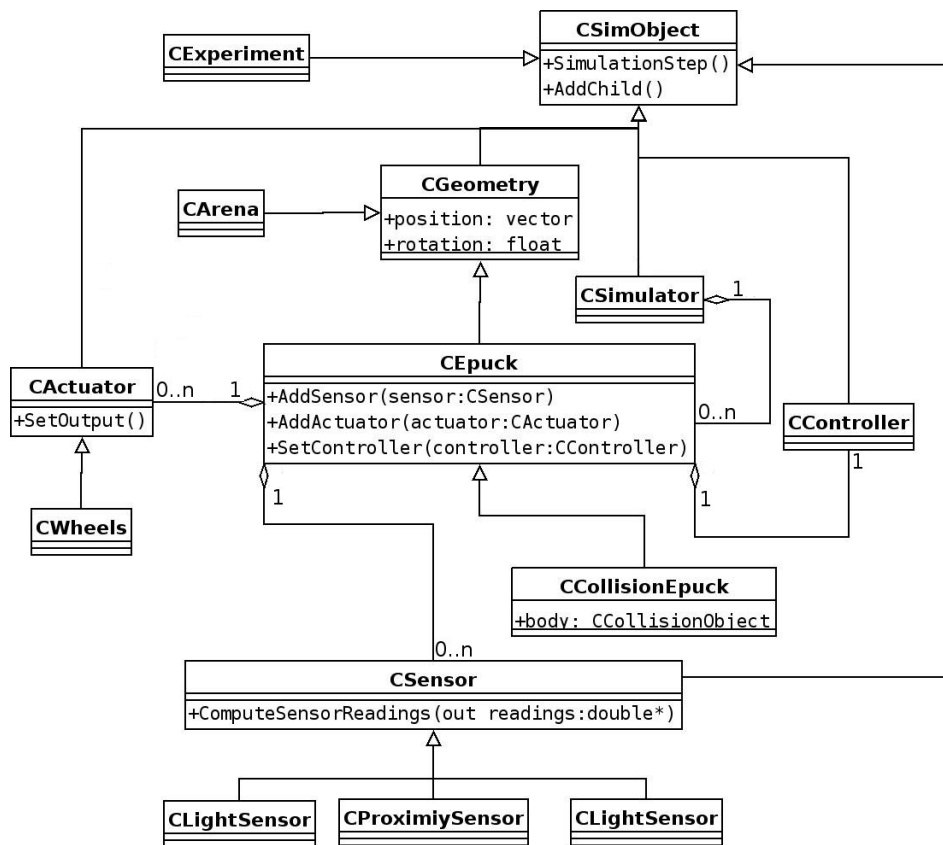 CSimObject
+SimulationStep()
+AddChild()
CExperiment
CGeometry
+position: vector
+rotation: float
CArena
CSimulator
1
CEpuck
+AddSensor(sensor:CSensor)
+AddActuator(actuator:CActuator)
+SetController(controller:CController)
CActuator
+SetOutput()
0..n
1
0..n
CController
1
1
1
CWheels
CCollisionEpuck
+body: CCollisionObject
0..n
CSensor
+ComputeSensorReadings(out readings:double*)
CLightSensor
CProximiySensor
CLightSensor